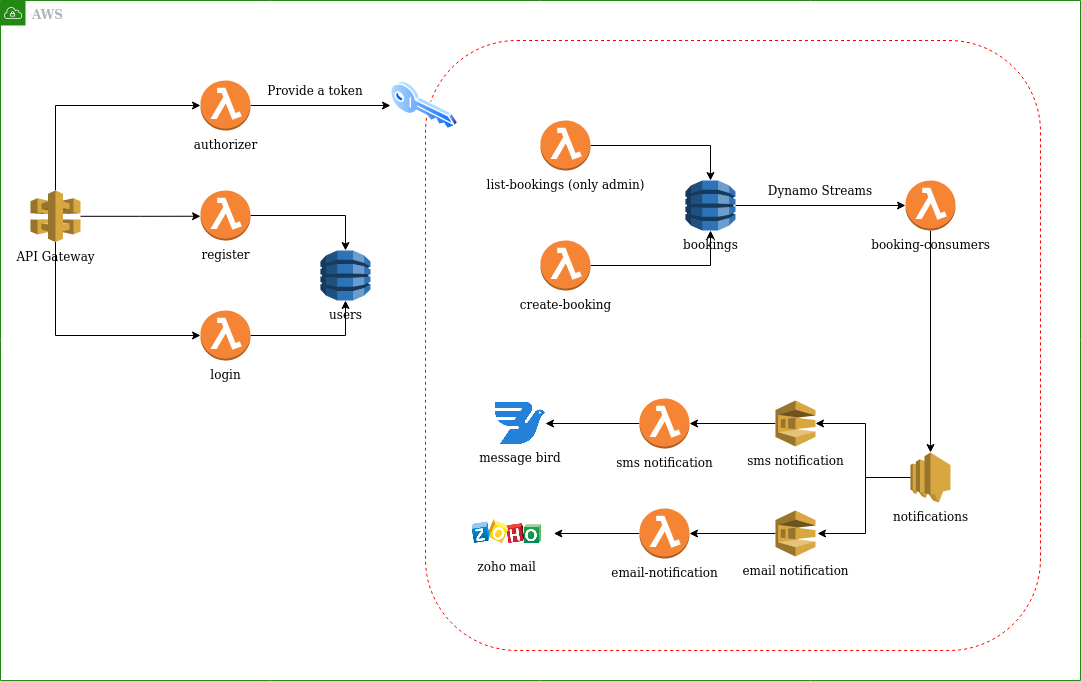 AWS
Provide a token
authorizer
list-bookings (only admin)
Dynamo Streams
bookings
booking-consumers
API Gateway
register
create-booking
users
login
message bird
sms notification
sms notification
notifications
ZOHO
zoho mail
email-notification
email notification